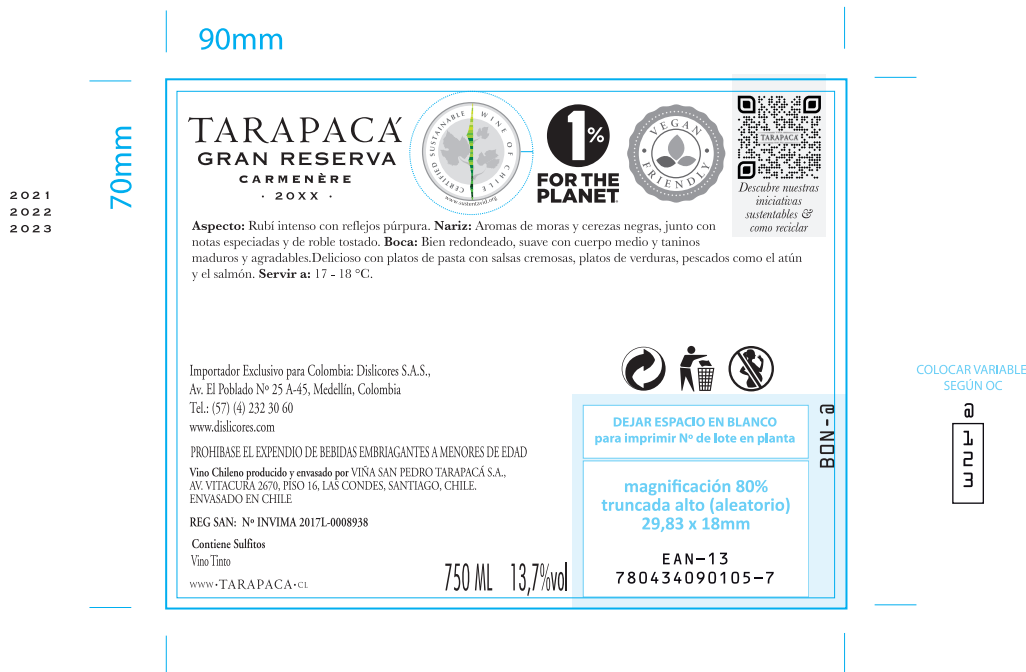 90mm
70mm
2021
2022
2023
TARAPACÁ
GRAN RESERVA
CARMENÈRE
· 20XX ·
CERTIFIED SUSTAINABLE WINE OF CHILE
www.sustentavid.org
1%
FOR THE
PLANET
VEGAN
FRIENDLY
TARAPACÁ
Descubre nuestras
iniciativas
sustentables &
como reciclar
Aspecto: Rubí intenso con reflejos púrpura. Nariz: Aromas de moras y cerezas negras, junto con
notas especiadas y de roble tostado. Boca: Bien redondeado, suave con cuerpo medio y taninos
maduros y agradables.Delicioso con platos de pasta con salsas cremosas, platos de verduras, pescados como el atún
y el salmón. Servir a: 17 - 18 °C.
Importador Exclusivo para Colombia: Dislicores S.A.S.,
Av. El Poblado Nº 25 A-45, Medellín, Colombia
Tel.: (57) (4) 232 30 60
www.dislicores.com
PROHIBASE EL EXPENDIO DE BEBIDAS EMBRIAGANTES A MENORES DE EDAD
Vino Chileno producido y envasado por VIÑA SAN PEDRO TARAPACÁ S.A.,
AV. VITACURA 2670, PISO 16, LAS CONDES, SANTIAGO, CHILE.
ENVASADO EN CHILE
REG SAN: Nº INVIMA 2017L-0008938
Contiene Sulfitos
Vino Tinto
WWW·TARAPACA·CL
750 ML 13,7%vol
DEJAR ESPACIO EN BLANCO
para imprimir Nº de lote en planta
BON-a
magnificación 80%
truncada alto (aleatorio)
29,83 x 18mm
EAN-13
780434090105-7
COLOCAR VARIABLE
SEGÚN OC
a